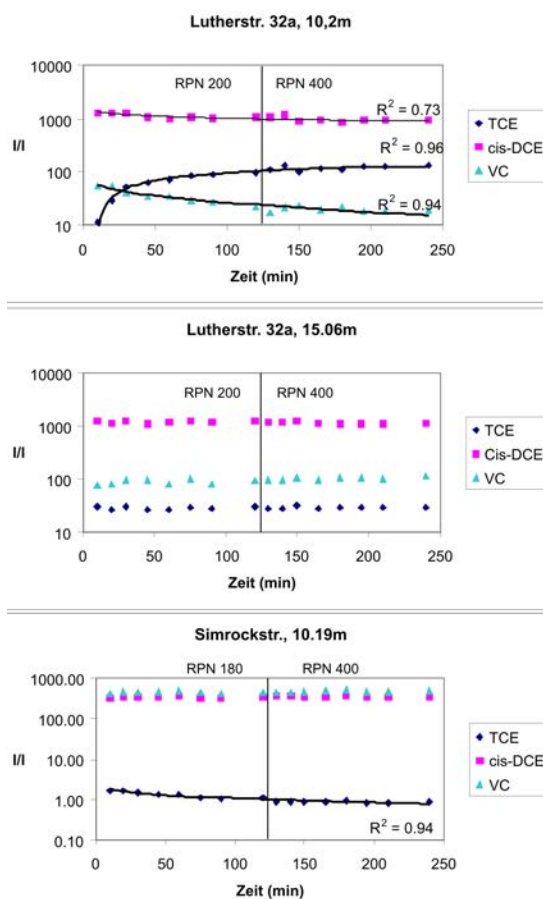 Lutherstr. 32a, 10,2m
10000
1000
100
10
I/I
RPN 200
RPN 400
R² = 0.73
R² = 0.96
R² = 0.94
0 50 100 150 200 250
Zeit (min)
TCE
cis-DCE
VC
Lutherstr. 32a, 15.06m
10000
1000
100
10
I/I
RPN 200
RPN 400
0 50 100 150 200 250
Zeit (min)
TCE
Cis-DCE
VC
Simrockstr., 10.19m
1000.00
100.00
10.00
1.00
0.10
I/I
RPN 180
RPN 400
R² = 0.94
0 50 100 150 200 250
Zeit (min)
TCE
cis-DCE
VC